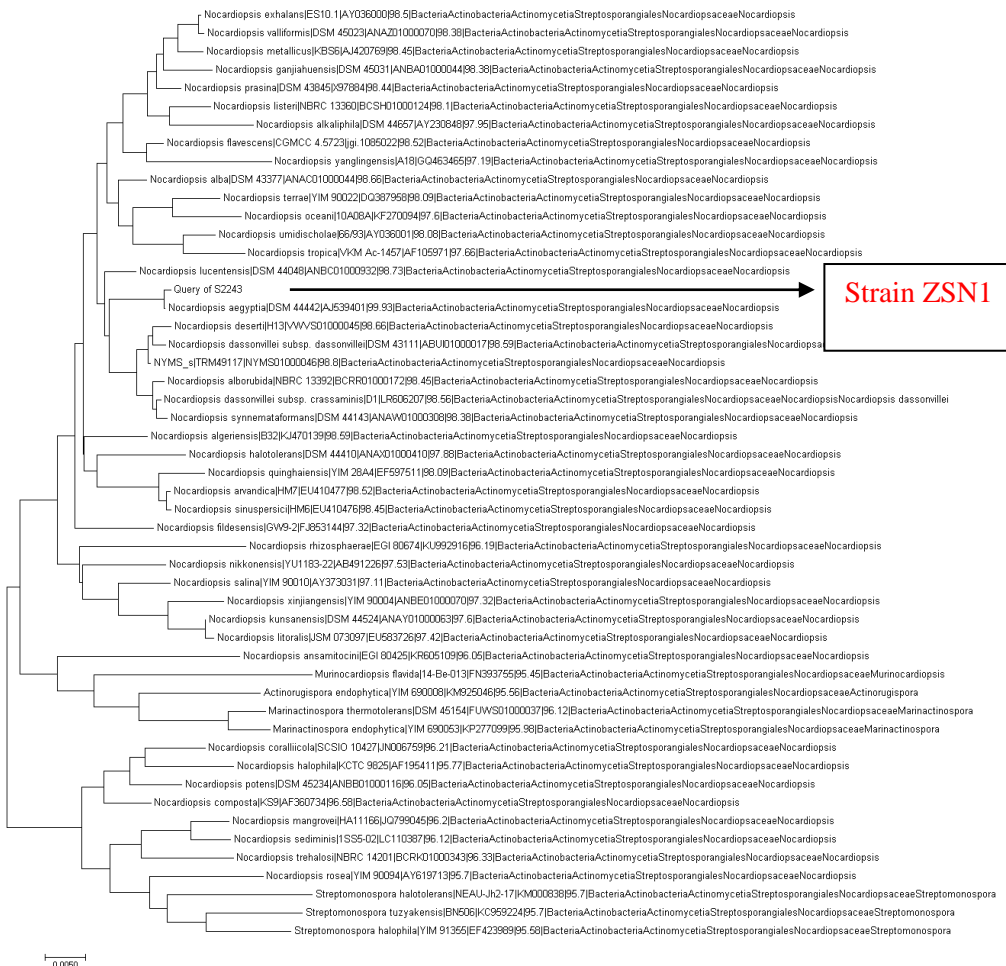 Nocardiopsis exhalans|ES10.1|AY036000|98.5|BacteriaActinobacteriaActinomycetiaStreptosporangialesNocardiopsaceaeNocardiopsis
Nocardiopsis valliformis|DSM 45023|ANAZ01000070|98.38|BacteriaActinobacteriaActinomycetiaStreptosporangialesNocardiopsaceaeNocardiopsis
Nocardiopsis metallicus|KBS6|AJ420769|98.45|BacteriaActinobacteriaActinomycetiaStreptosporangialesNocardiopsaceaeNocardiopsis
Nocardiopsis ganjiahuensis|DSM 45031|ANBA01000044|98.38|BacteriaActinobacteriaActinomycetiaStreptosporangialesNocardiopsaceaeNocardiopsis
Nocardiopsis prasina|DSM 43845|X97884|98.44|BacteriaActinobacteriaActinomycetiaStreptosporangialesNocardiopsaceaeNocardiopsis
Nocardiopsis listeri|NBRC 13360|BCSH01000124|98.1|BacteriaActinobacteriaActinomycetiaStreptosporangialesNocardiopsaceaeNocardiopsis
Nocardiopsis alkaliphila|DSM 44657|AY230848|97.95|BacteriaActinobacteriaActinomycetiaStreptosporangialesNocardiopsaceaeNocardiopsis
Nocardiopsis flavescens|CGMCC 4.5723|jgi.1085022|98.52|BacteriaActinobacteriaActinomycetiaStreptosporangialesNocardiopsaceaeNocardiopsis
Nocardiopsis yanglingensis|A18|GQ463465|97.19|BacteriaActinobacteriaActinomycetiaStreptosporangialesNocardiopsaceaeNocardiopsis
Nocardiopsis alba|DSM 43377|ANAC01000044|98.66|BacteriaActinobacteriaActinomycetiaStreptosporangialesNocardiopsaceaeNocardiopsis
Nocardiopsis terrae|YIM 90022|DQ387958|98.09|BacteriaActinobacteriaActinomycetiaStreptosporangialesNocardiopsaceaeNocardiopsis
Nocardiopsis oceani|10A08A|KF270094|97.6|BacteriaActinobacteriaActinomycetiaStreptosporangialesNocardiopsaceaeNocardiopsis
Nocardiopsis umidischolae|66/93|AY036001|98.08|BacteriaActinobacteriaActinomycetiaStreptosporangialesNocardiopsaceaeNocardiopsis
Nocardiopsis tropica|VKM Ac-1457|AF105971|97.66|BacteriaActinobacteriaActinomycetiaStreptosporangialesNocardiopsaceaeNocardiopsis
Nocardiopsis lucentensis|DSM 44048|ANBC01000932|98.73|BacteriaActinobacteriaActinomycetiaStreptosporangialesNocardiopsaceaeNocardiopsis
Query of S2243
Strain ZSN1
Nocardiopsis aegyptia|DSM 44442|AJ539401|99.93|BacteriaActinobacteriaActinomycetiaStreptosporangialesNocardiopsaceaeNocardiopsis
Nocardiopsis deserti|H13|VWVS01000045|98.66|BacteriaActinobacteriaActinomycetiaStreptosporangialesNocardiopsaceaeNocardiopsis
Nocardiopsis dassonvillei subsp. dassonvillei|DSM 43111|ABUI01000017|98.59|BacteriaActinobacteriaActinomycetiaStreptosporangialesNocardiopsa
NYMS_s|TRM49117|NYMS01000046|98.8|BacteriaActinobacteriaActinomycetiaStreptosporangialesNocardiopsaceaeNocardiopsis
Nocardiopsis alborubida|NBRC 13392|BCRR01000172|98.45|BacteriaActinobacteriaActinomycetiaStreptosporangialesNocardiopsaceaeNocardiopsis
Nocardiopsis dassonvillei subsp. crassaminis|D1|LR606207|98.56|BacteriaActinobacteriaActinomycetiaStreptosporangialesNocardiopsaceaeNocardiopsisNocardiopsis dassonvillei
Nocardiopsis synnemataformans|DSM 44143|ANAW01000308|98.38|BacteriaActinobacteriaActinomycetiaStreptosporangialesNocardiopsaceaeNocardiopsis
Nocardiopsis algeriensis|B32|KJ470139|98.59|BacteriaActinobacteriaActinomycetiaStreptosporangialesNocardiopsaceaeNocardiopsis
Nocardiopsis halotolerans|DSM 44410|ANAX01000410|97.88|BacteriaActinobacteriaActinomycetiaStreptosporangialesNocardiopsaceaeNocardiopsis
Nocardiopsis quinghaiensis|YIM 28A4|EF597511|98.09|BacteriaActinobacteriaActinomycetiaStreptosporangialesNocardiopsaceaeNocardiopsis
Nocardiopsis arvandica|HM7|EU410477|98.52|BacteriaActinobacteriaActinomycetiaStreptosporangialesNocardiopsaceaeNocardiopsis
Nocardiopsis sinuspersici|HM6|EU410476|98.45|BacteriaActinobacteriaActinomycetiaStreptosporangialesNocardiopsaceaeNocardiopsis
Nocardiopsis fildesensis|GW9-2|FJ853144|97.32|BacteriaActinobacteriaActinomycetiaStreptosporangialesNocardiopsaceaeNocardiopsis
Nocardiopsis rhizosphaerae|EGI 80674|KU992916|96.19|BacteriaActinobacteriaActinomycetiaStreptosporangialesNocardiopsaceaeNocardiopsis
Nocardiopsis nikkonensis|YU1183-22|AB491226|97.53|BacteriaActinobacteriaActinomycetiaStreptosporangialesNocardiopsaceaeNocardiopsis
Nocardiopsis salina|YIM 90010|AY373031|97.11|BacteriaActinobacteriaActinomycetiaStreptosporangialesNocardiopsaceaeNocardiopsis
Nocardiopsis xinjiangensis|YIM 90004|ANBE01000070|97.32|BacteriaActinobacteriaActinomycetiaStreptosporangialesNocardiopsaceaeNocardiopsis
Nocardiopsis kunsanensis|DSM 44524|ANAY01000063|97.6|BacteriaActinobacteriaActinomycetiaStreptosporangialesNocardiopsaceaeNocardiopsis
Nocardiopsis litoralis|JSM 073097|EU583726|97.42|BacteriaActinobacteriaActinomycetiaStreptosporangialesNocardiopsaceaeNocardiopsis
Nocardiopsis ansamitocini|EGI 80425|KR605109|96.05|BacteriaActinobacteriaActinomycetiaStreptosporangialesNocardiopsaceaeNocardiopsis
Murinocardiopsis flavida|14-Be-013|FN393755|95.45|BacteriaActinobacteriaActinomycetiaStreptosporangialesNocardiopsaceaeMurinocardiopsis
Actinorugispora endophytica|YIM 690008|KM925046|95.56|BacteriaActinobacteriaActinomycetiaStreptosporangialesNocardiopsaceaeActinorugispora
Marinactinospora thermotolerans|DSM 45154|FUWS01000037|96.12|BacteriaActinobacteriaActinomycetiaStreptosporangialesNocardiopsaceaeMarinactinospora
Marinactinospora endophytica|YIM 690053|KP277099|95.98|BacteriaActinobacteriaActinomycetiaStreptosporangialesNocardiopsaceaeMarinactinospora
Nocardiopsis coralliicola|SCSIO 10427|JN006759|96.21|BacteriaActinobacteriaActinomycetiaStreptosporangialesNocardiopsaceaeNocardiopsis
Nocardiopsis halophila|KCTC 9825|AF195411|95.77|BacteriaActinobacteriaActinomycetiaStreptosporangialesNocardiopsaceaeNocardiopsis
Nocardiopsis potens|DSM 45234|ANBB01000116|96.05|BacteriaActinobacteriaActinomycetiaStreptosporangialesNocardiopsaceaeNocardiopsis
Nocardiopsis composta|KS9|AF360734|96.58|BacteriaActinobacteriaActinomycetiaStreptosporangialesNocardiopsaceaeNocardiopsis
Nocardiopsis mangrovei|HA11166|JQ799045|96.2|BacteriaActinobacteriaActinomycetiaStreptosporangialesNocardiopsaceaeNocardiopsis
Nocardiopsis sediminis|1SS5-02|LC110387|96.12|BacteriaActinobacteriaActinomycetiaStreptosporangialesNocardiopsaceaeNocardiopsis
Nocardiopsis trehalosi|NBRC 14201|BCRK01000343|96.33|BacteriaActinobacteriaActinomycetiaStreptosporangialesNocardiopsaceaeNocardiopsis
Nocardiopsis rosea|YIM 90094|AY619713|95.7|BacteriaActinobacteriaActinomycetiaStreptosporangialesNocardiopsaceaeNocardiopsis
Streptomonospora halotolerans|NEAU-Jh2-17|KM000838|95.7|BacteriaActinobacteriaActinomycetiaStreptosporangialesNocardiopsaceaeStreptomonospora
Streptomonospora tuzyakensis|BN506|KC959224|95.7|BacteriaActinobacteriaActinomycetiaStreptosporangialesNocardiopsaceaeStreptomonospora
Streptomonospora halophila|YIM 91355|EF423989|95.58|BacteriaActinobacteriaActinomycetiaStreptosporangialesNocardiopsaceaeStreptomonospora
0.0050